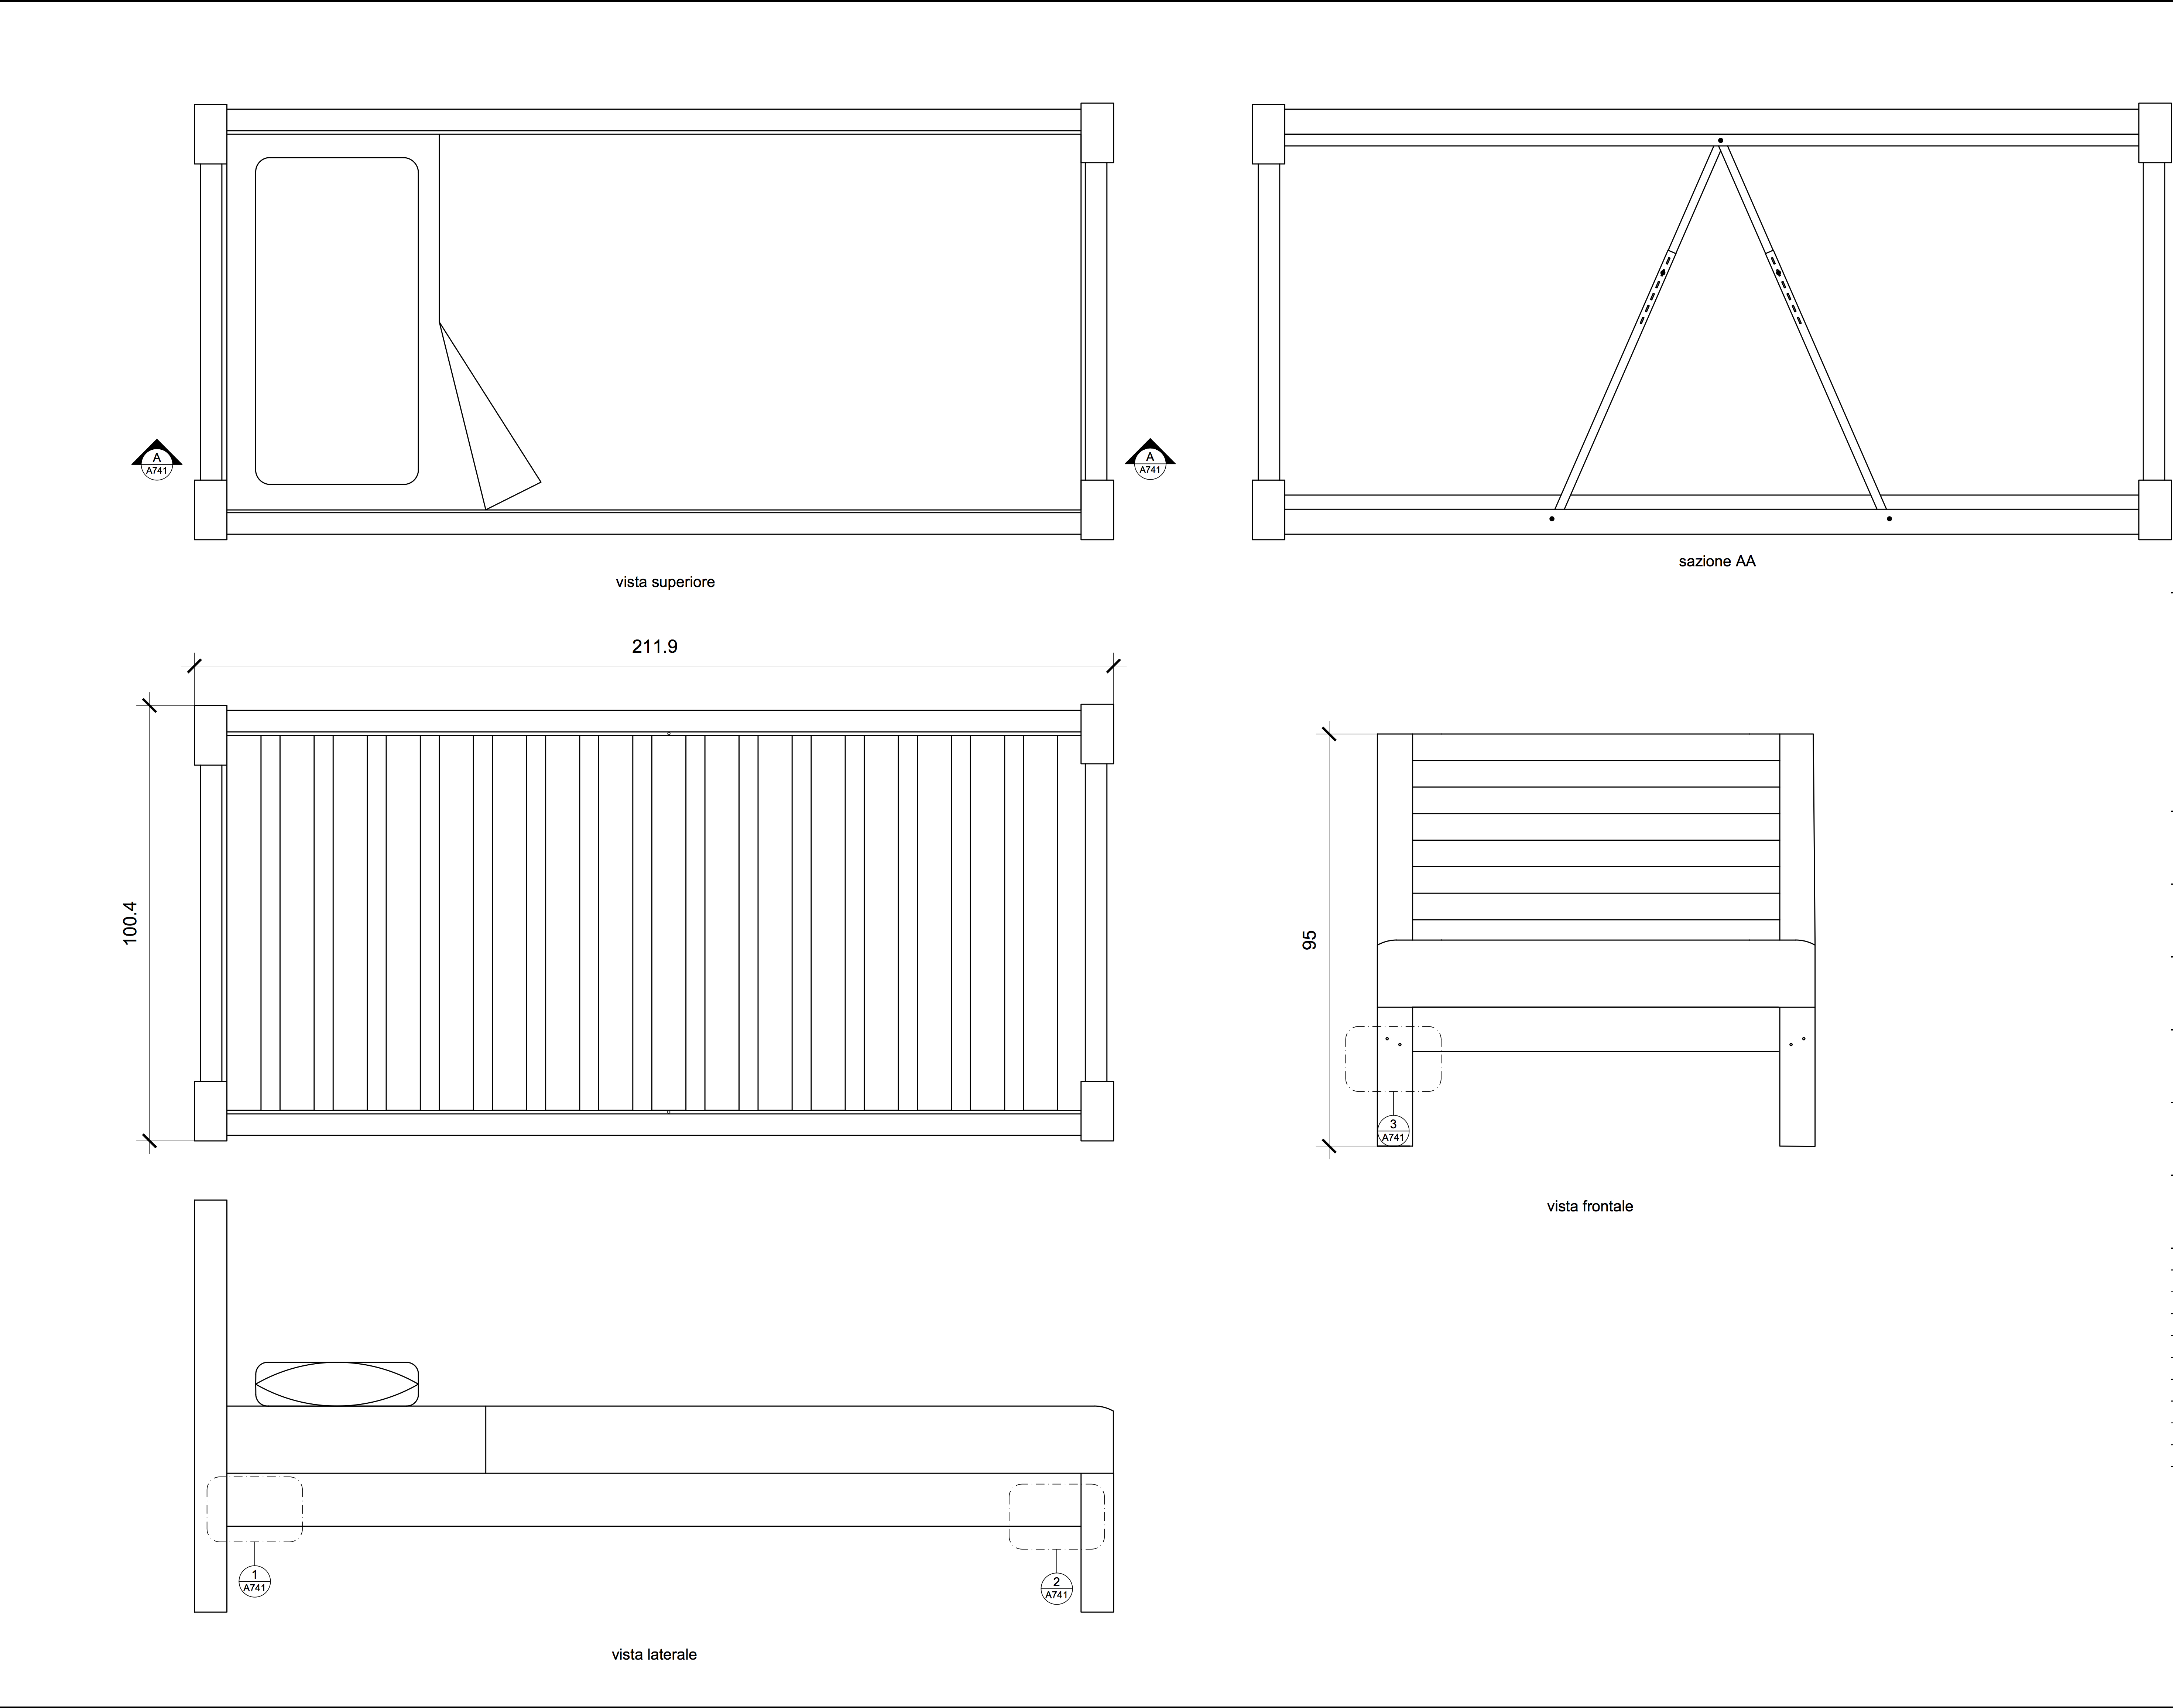 A
A741
A
A741
sazione AA
vista superiore
211.9
100.4
95
3
A741
vista frontale
1
A741
2
A741
vista laterale